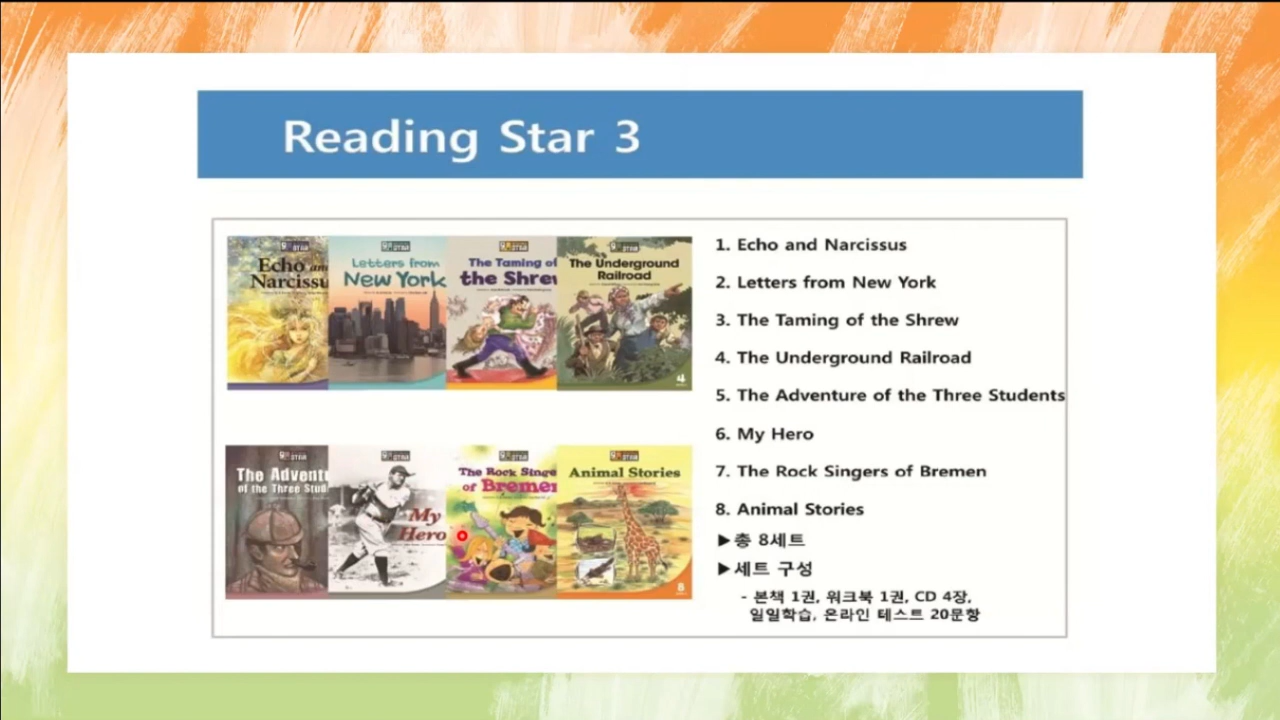 Reading Star 3
Echo and
Narcissu
Letters from
New York
The Taming of
the Shrew
The Underground
Railroad
4
1. Echo and Narcissus
2. Letters from New York
3. The Taming of the Shrew
4. The Underground Railroad
5. The Adventure of the Three Students
6. My Hero
7. The Rock Singers of Bremen
8. Animal Stories
The Advent
of the Three Stud
My
Hero
The Rock Singe
of Bremen
Animal Stories
8
▶총 8세트
▶세트 구성
- 본책 1권, 워크북 1권, CD 4장,
일일학습, 온라인 테스트 20문항